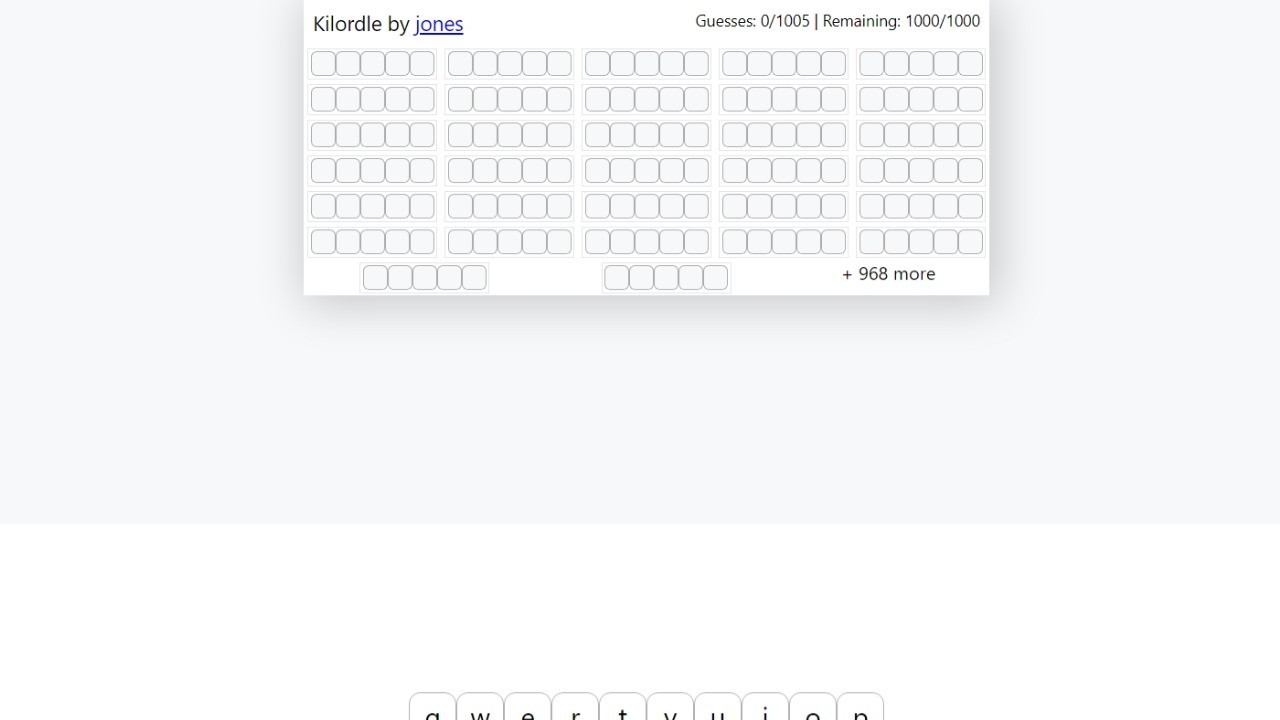 Kilordle by jones
Guesses: 0/1005 | Remaining: 1000/1000
+ 968 more
q w e r t y u i o p